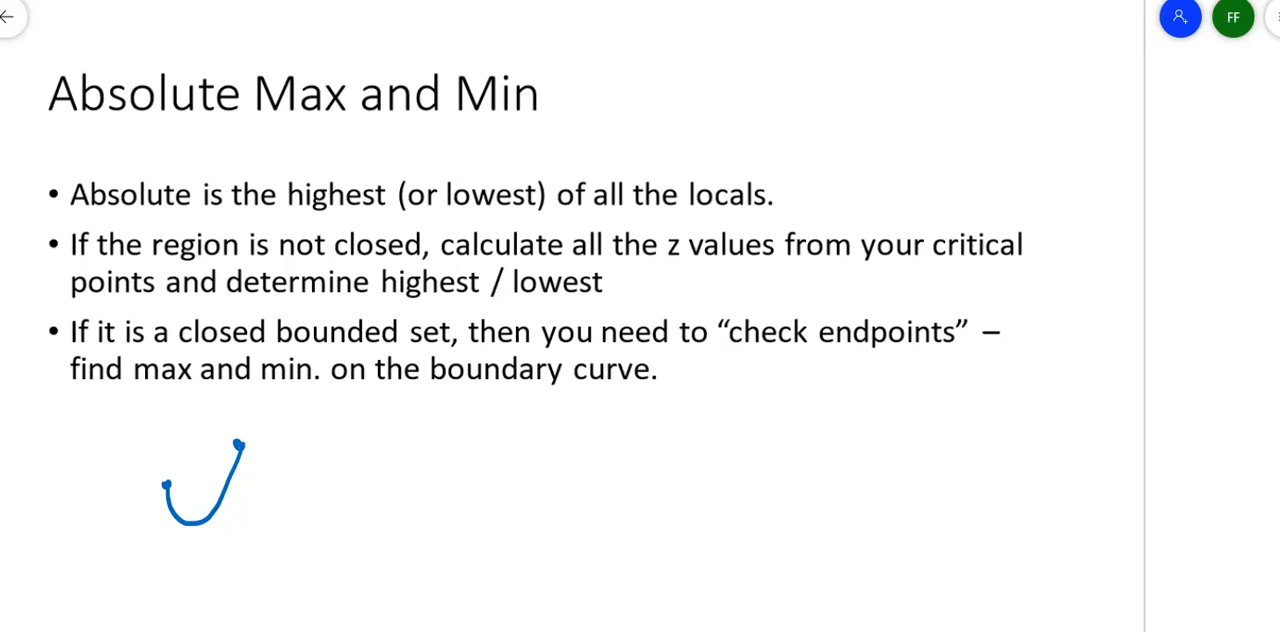 FF
Absolute Max and Min
• Absolute is the highest (or lowest) of all the locals.
• If the region is not closed, calculate all the z values from your critical
points and determine highest / lowest
• If it is a closed bounded set, then you need to “check endpoints” –
find max and min. on the boundary curve.